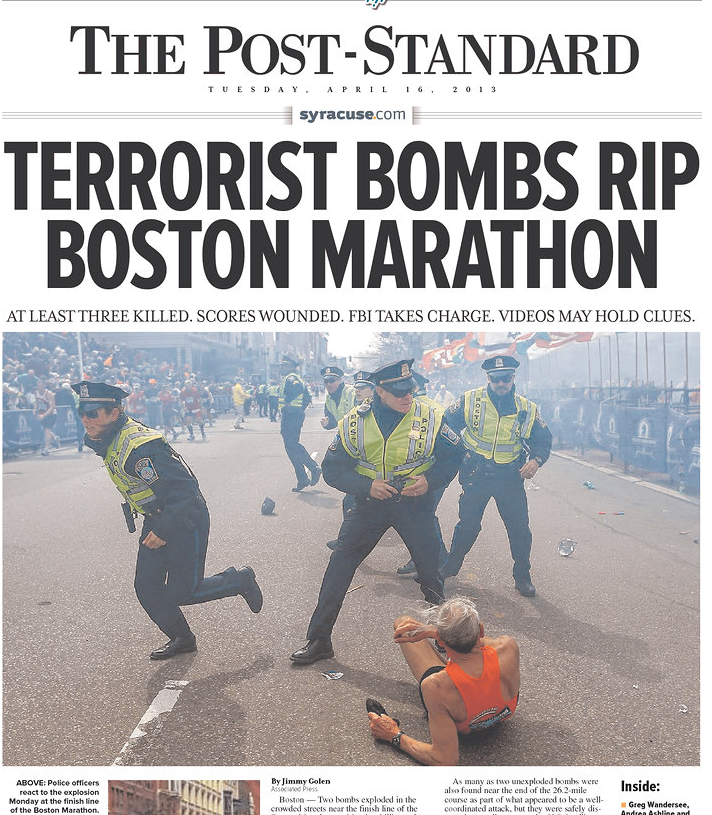 THE POST-STANDARD
TUESDAY, APRIL 16, 2013
syracuse.com
TERRORIST BOMBS RIP
BOSTON MARATHON
AT LEAST THREE KILLED. SCORES WOUNDED. FBI TAKES CHARGE. VIDEOS MAY HOLD CLUES.
BOSTON
POLICE
BOSTON
ABOVE: Police officers
react to the explosion
Monday at the finish line
of the Boston Marathon.
By Jimmy Golen
Associated Press
Boston — Two bombs exploded in the
crowded streets near the finish line of the
As many as two unexploded bombs were
also found near the end of the 26.2-mile
course as part of what appeared to be a well-
coordinated attack, but they were safely dis-
Inside:
Greg Wandersee,
Andrea Ashline and